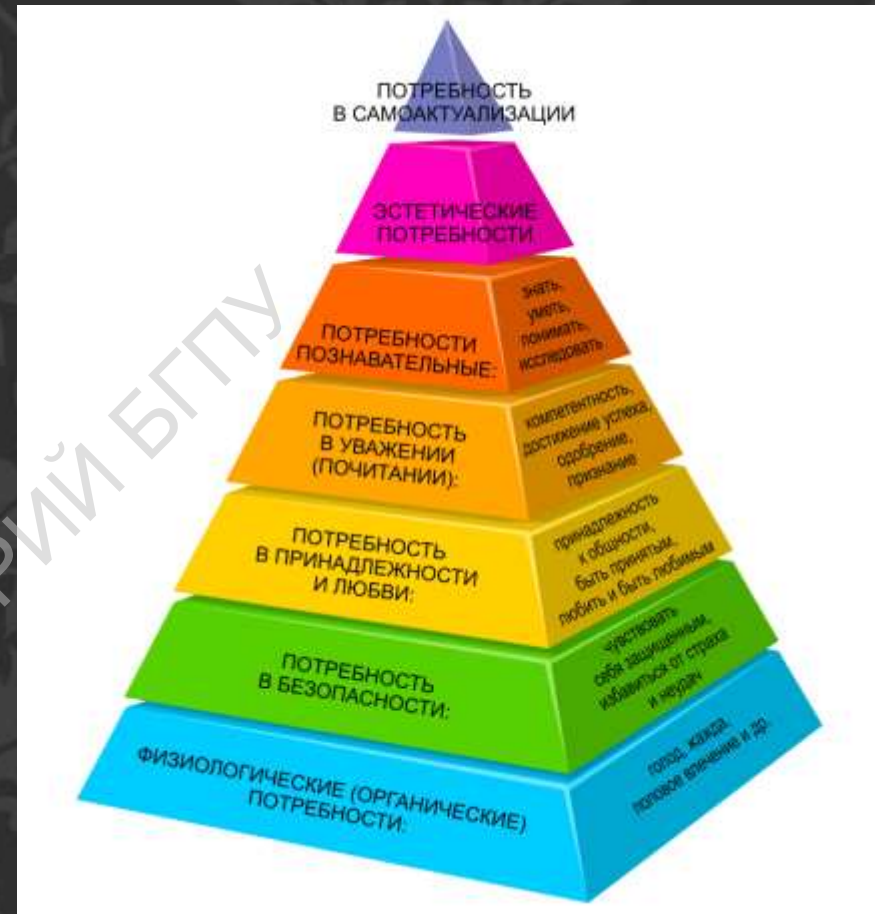 ПОТРЕБНОСТЬ
В САМОАКТУАЛИЗАЦИИ
ЭСТЕТИЧЕСКИЕ
ПОТРЕБНОСТИ
ПОТРЕБНОСТИ
ПОЗНАВАТЕЛЬНЫЕ:
знать,
уметь,
понимать,
исследовать
ПОТРЕБНОСТЬ
В УВАЖЕНИИ
(ПОЧИТАНИИ):
компетентность,
достижение успеха,
одобрение,
признание
ПОТРЕБНОСТЬ
В ПРИНАДЛЕЖНОСТИ
И ЛЮБВИ:
принадлежность
к общности,
быть принятым,
любить и быть любимым
ПОТРЕБНОСТЬ
В БЕЗОПАСНОСТИ:
чувствовать
себя защищенным,
избавиться от страха
и неудач
ФИЗИОЛОГИЧЕСКИЕ (ОРГАНИЧЕСКИЕ)
ПОТРЕБНОСТИ:
голод, жажда,
половое влечение и др.
БГПУ